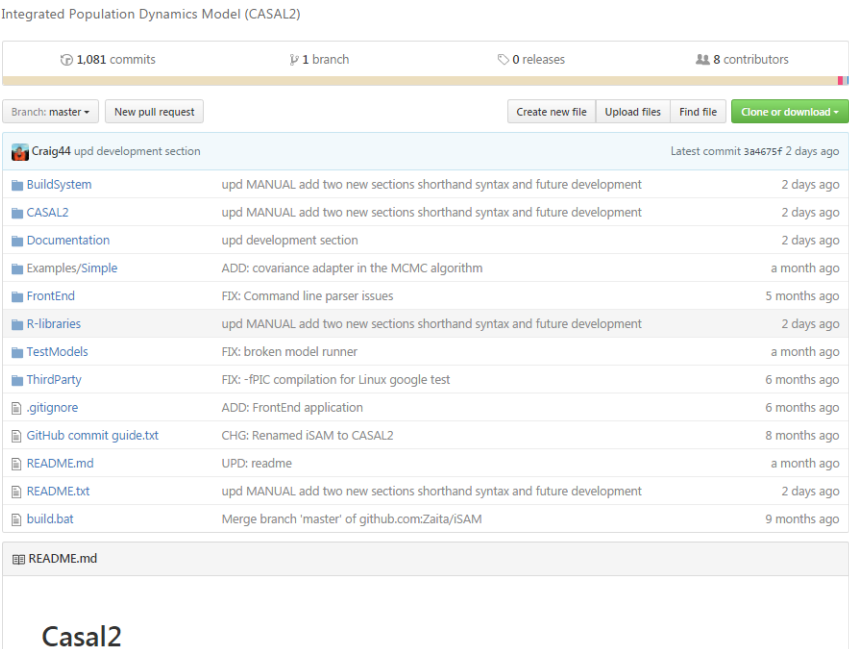 Integrated Population Dynamics Model (CASAL2)
1,081 commits 1 branch 0 releases 8 contributors
Branch: master New pull request Create new file Upload files Find file Clone or download
Craig44 upd development section Latest commit 3a4675f 2 days ago
BuildSystem upd MANUAL add two new sections shorthand syntax and future development 2 days ago
CASAL2 upd MANUAL add two new sections shorthand syntax and future development 2 days ago
Documentation upd development section 2 days ago
Examples/Simple ADD: covariance adapter in the MCMC algorithm a month ago
FrontEnd FIX: Command line parser issues 5 months ago
R-libraries upd MANUAL add two new sections shorthand syntax and future development 2 days ago
TestModels FIX: broken model runner a month ago
ThirdParty FIX: -fPIC compilation for Linux google test 6 months ago
.gitignore ADD: FrontEnd application 6 months ago
GitHub commit guide.txt CHG: Renamed iSAM to CASAL2 8 months ago
README.md UPD: readme a month ago
README.txt upd MANUAL add two new sections shorthand syntax and future development 2 days ago
build.bat Merge branch 'master' of github.com:Zaita/iSAM 9 months ago
README.md
Casal2